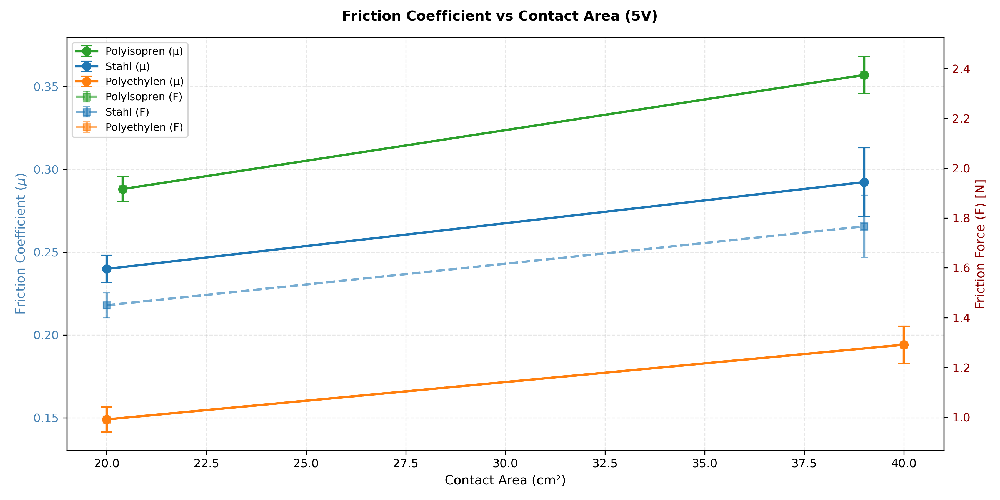 Friction Coefficient vs Contact Area (5V)
Polyisopren (μ)
Stahl (μ)
Polyethylen (μ)
Polyisopren (F)
Stahl (F)
Polyethylen (F)
Friction Coefficient (μ)
0.35
0.30
0.25
0.20
0.15
2.4
2.2
2.0
1.8
1.6
1.4
1.2
1.0
Friction Force (F) [N]
20.0 22.5 25.0 27.5 30.0 32.5 35.0 37.5 40.0
Contact Area (cm²)